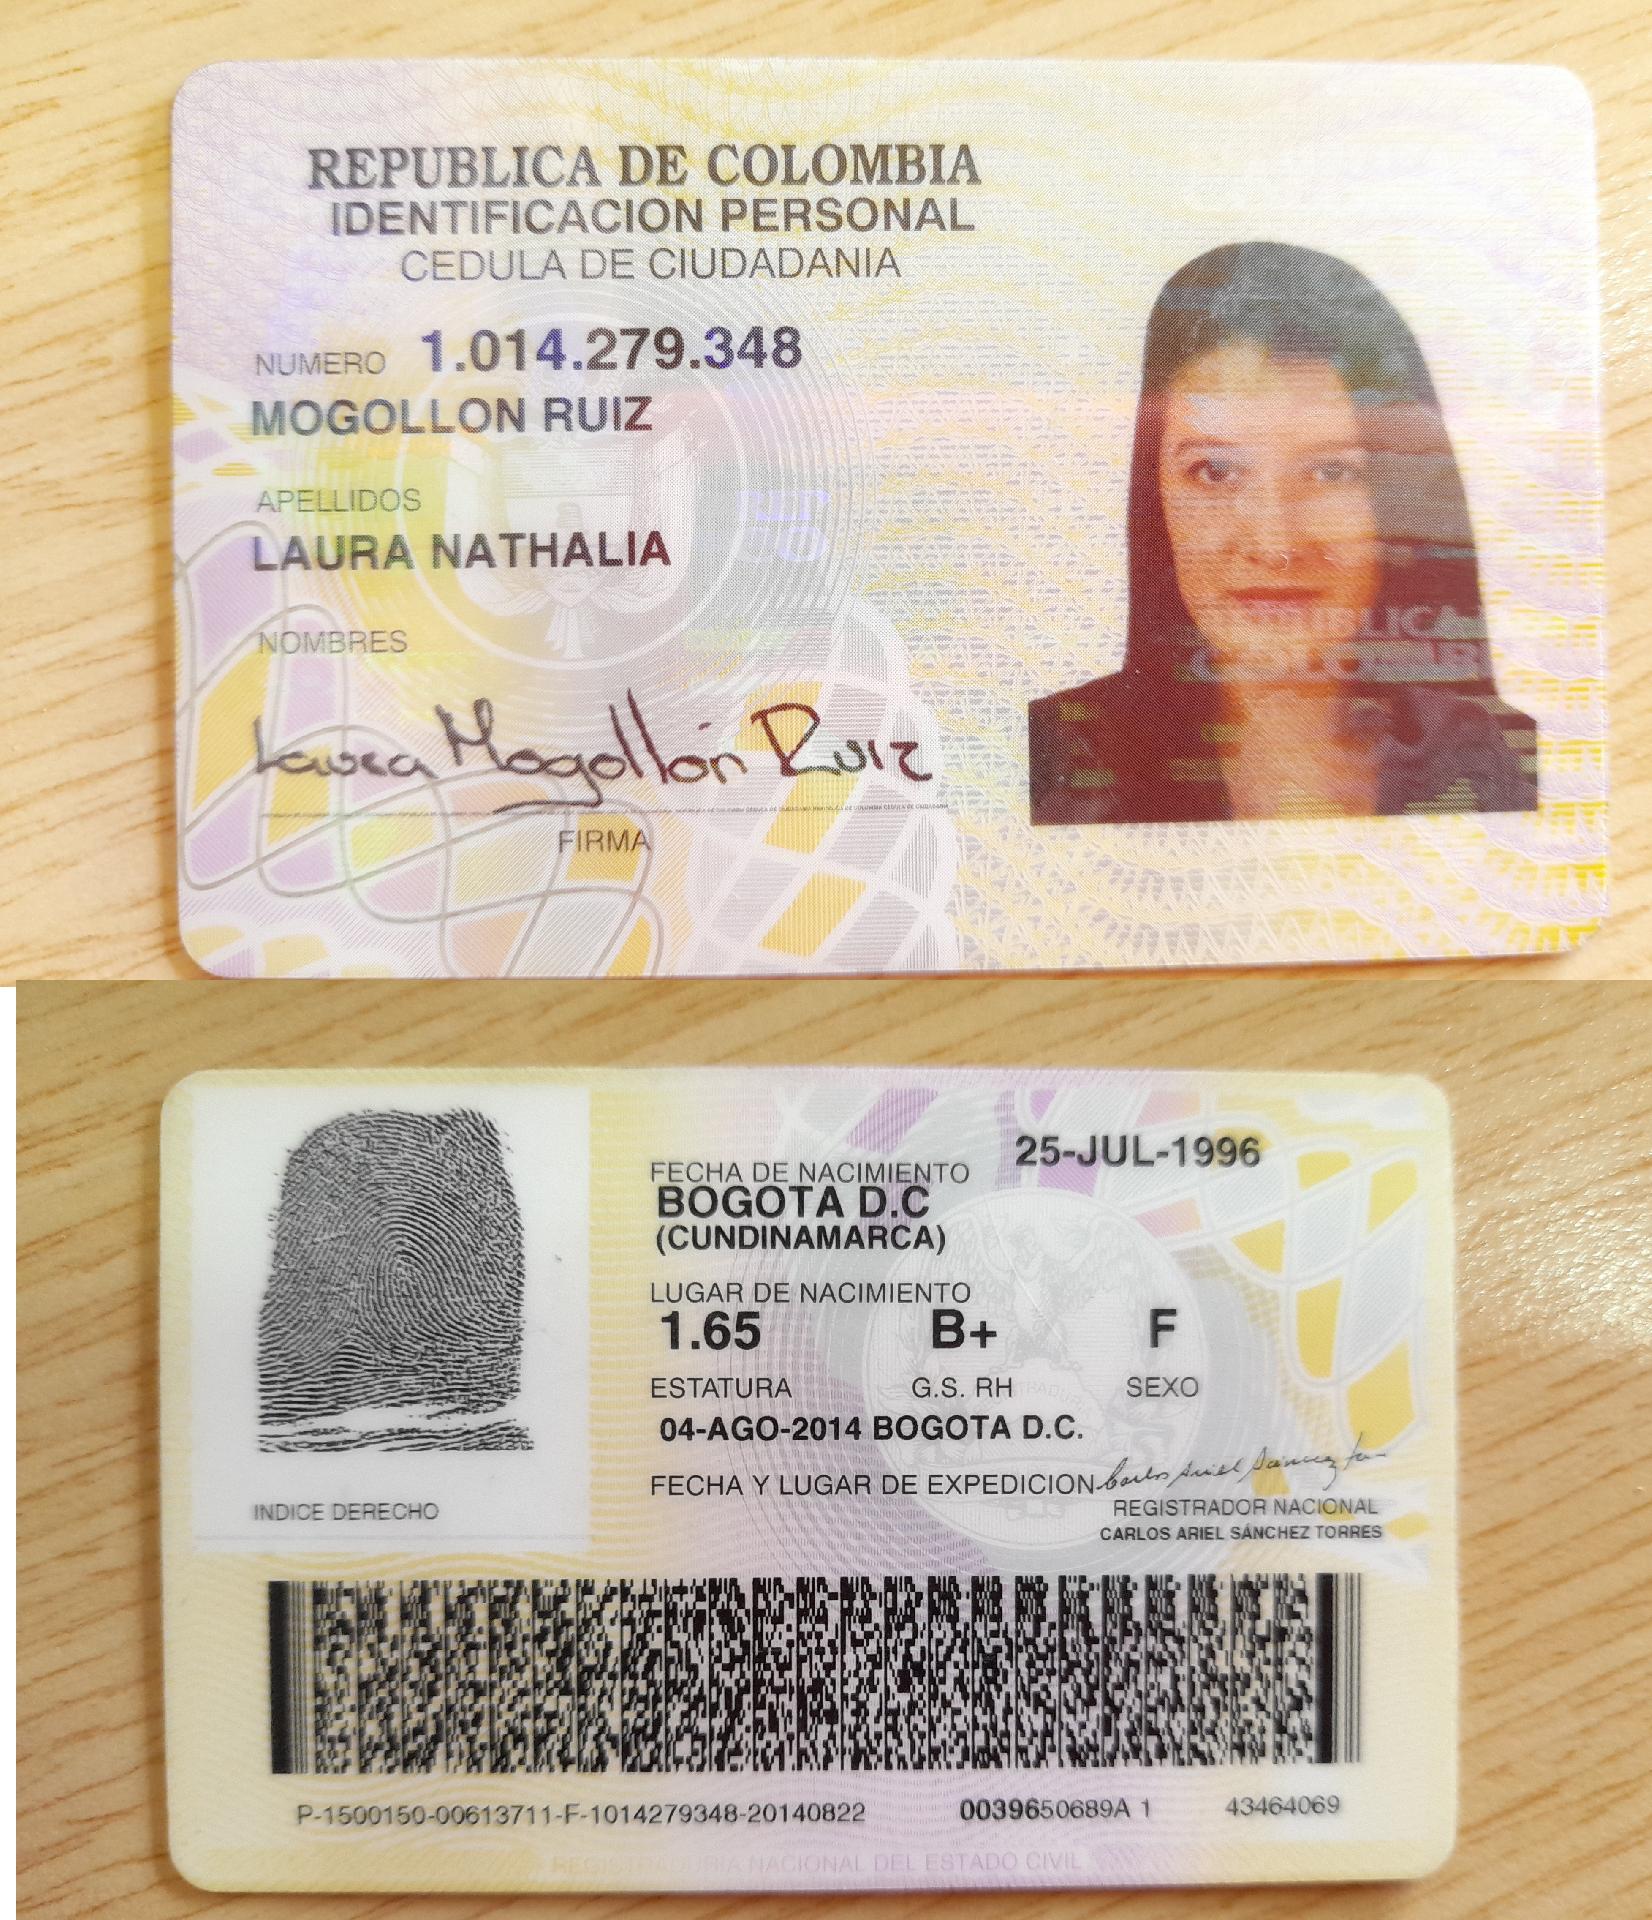 REPUBLICA DE COLOMBIA
IDENTIFICACION PERSONAL
CEDULA DE CIUDADANIA
NUMERO 1.014.279.348
MOGOLLON RUIZ
APELLIDOS
LAURA NATHALIA
NOMBRES
Laura Mogollón Ruiz
FIRMA
FECHA DE NACIMIENTO 25-JUL-1996
BOGOTA D.C
(CUNDINAMARCA)
LUGAR DE NACIMIENTO
1.65 B+ F
ESTATURA G.S. RH SEXO
04-AGO-2014 BOGOTA D.C.
FECHA Y LUGAR DE EXPEDICION
REGISTRADOR NACIONAL
CARLOS ARIEL SÁNCHEZ TORRES
INDICE DERECHO
P-1500150-00613711-F-1014279348-20140822 0039650689A 1 43464069
REGISTRADURIA NACIONAL DEL ESTADO CIVIL